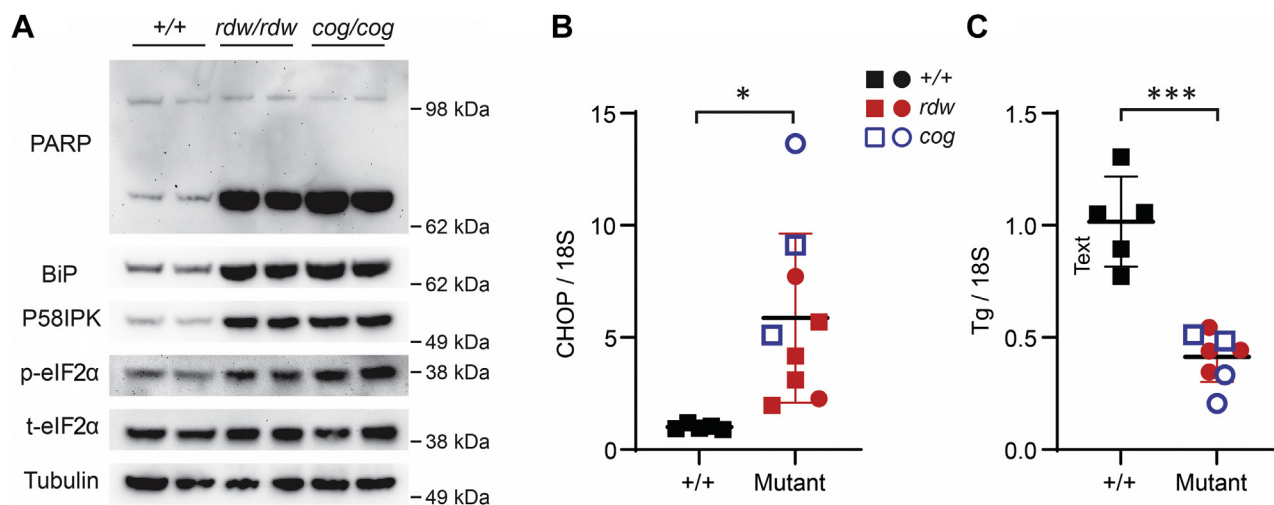 A
+/+ rdw/rdw cog/cog
PARP
98 kDa
62 kDa
BiP
62 kDa
P58IPK
49 kDa
p-eIF2α
38 kDa
t-eIF2α
38 kDa
Tubulin
49 kDa
B
*
+/+
rdw
cog
15
10
5
0
CHOP / 18S
+/+ Mutant
C
***
1.5
1.0
0.5
0.0
Text
Tg / 18S
+/+ Mutant